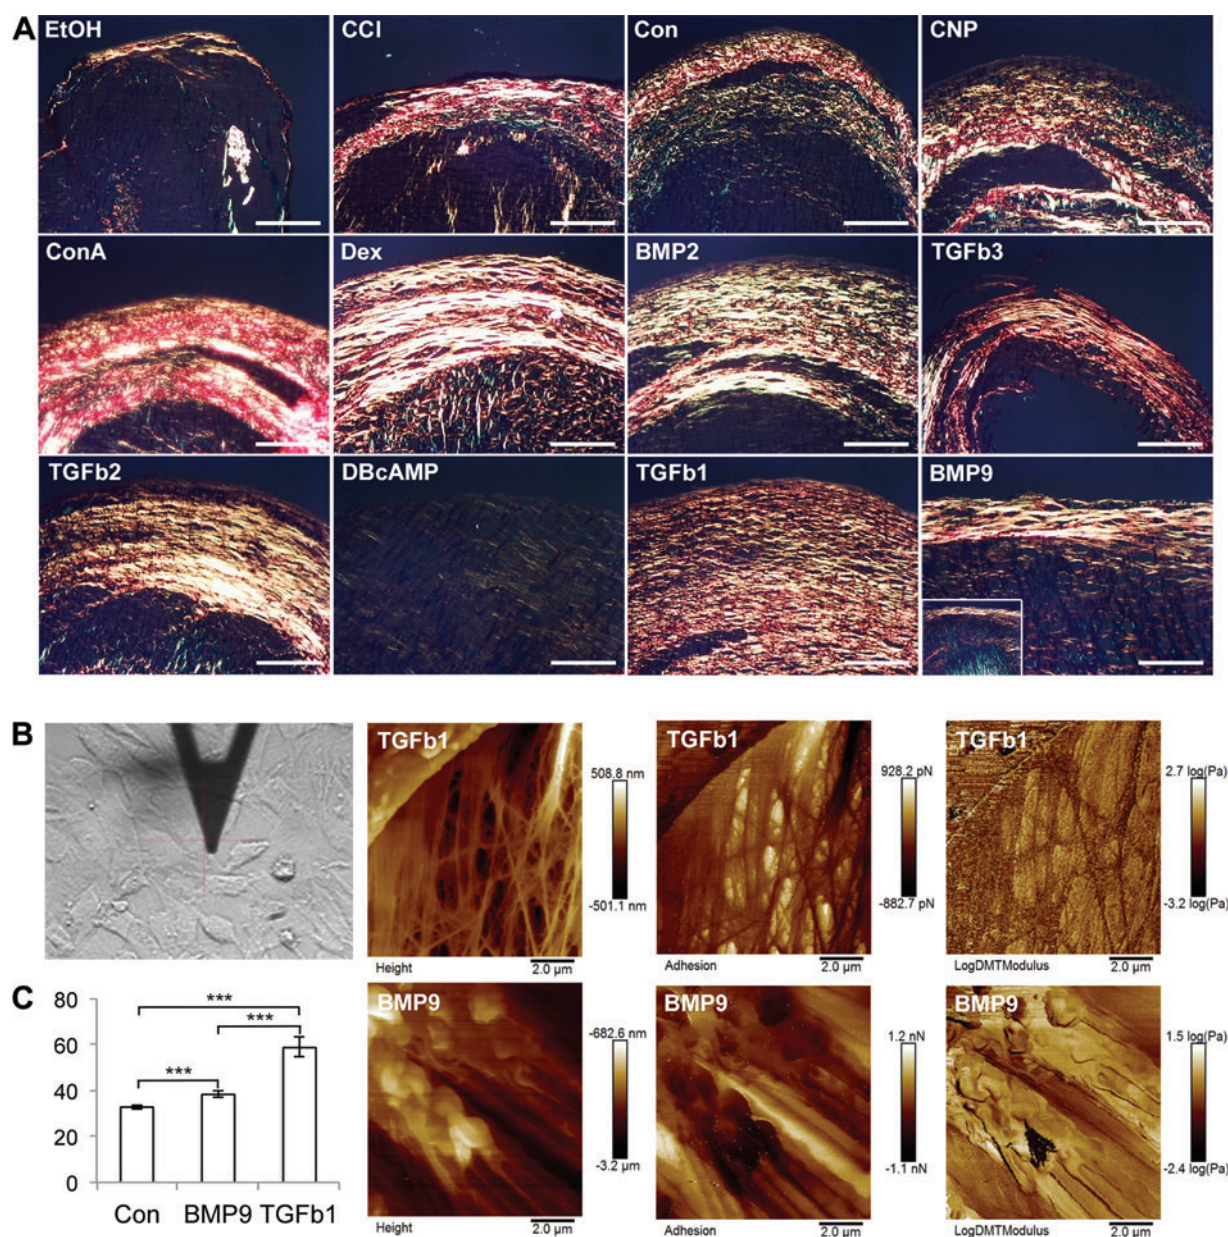 A
EtOH
CCl
Con
CNP
ConA
Dex
BMP2
TGFb3
TGFb2
DBcAMP
TGFb1
BMP9
B
TGFb1
508.8 nm
-501.1 nm
Height
2.0 µm
TGFb1
928.2 pN
-882.7 pN
Adhesion
2.0 µm
TGFb1
2.7 log(Pa)
-3.2 log(Pa)
LogDMTModulus
2.0 µm
C
80
60
40
20
0
***
***
***
Con BMP9 TGFb1
BMP9
-682.6 nm
-3.2 µm
Height
2.0 µm
BMP9
1.2 nN
-1.1 nN
Adhesion
2.0 µm
BMP9
1.5 log(Pa)
-2.4 log(Pa)
LogDMTModulus
2.0 µm